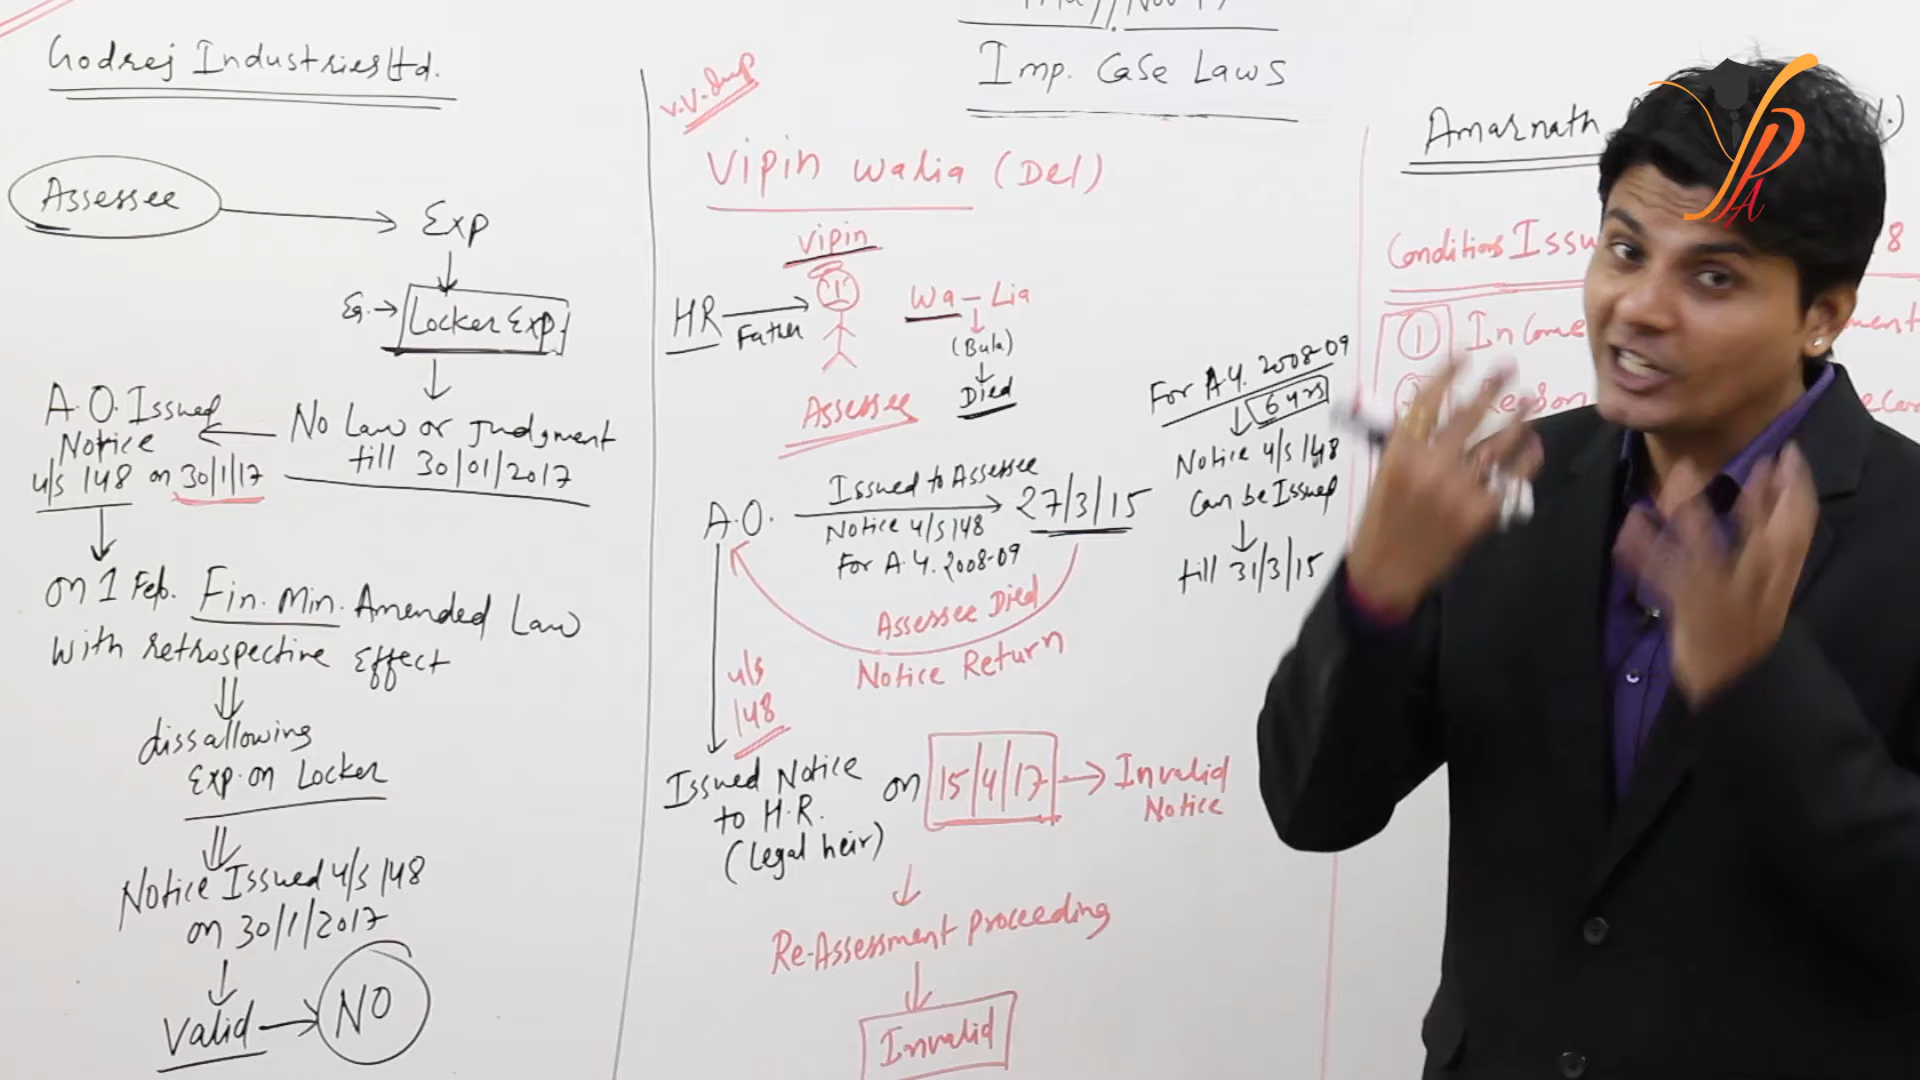 Godrej Industries Ltd.
Assessee
Exp
Eg.
Locker Exp.
No Law or Judgment
till 30/01/2017
A.O. Issued
Notice
u/s 148 on 30/1/17
on 1 Feb. Fin. Min. Amended Law
with retrospective Effect
dissallowing
Exp. on Locker
Notice Issued u/s 148
on 30/1/2017
Valid
NO
Imp. Case Laws
V.V. Imp
Vipin Walia (Del)
Vipin
HR
Father
Wa - Lia
(Bula)
Died
Assessee
A.O.
Issued to Assessee
Notice u/s 148
For A.Y. 2008-09
27/3/15
Assessee Died
Notice Return
u/s
148
Issued Notice
to H.R.
(Legal heir)
on 15/4/17
Invalid
Notice
Re-Assessment Proceeding
Invalid
For A.Y. 2008-09
6 yrs
Notice u/s 148
Can be Issued
till 31/3/15
Amarnath
Conditions
8
1